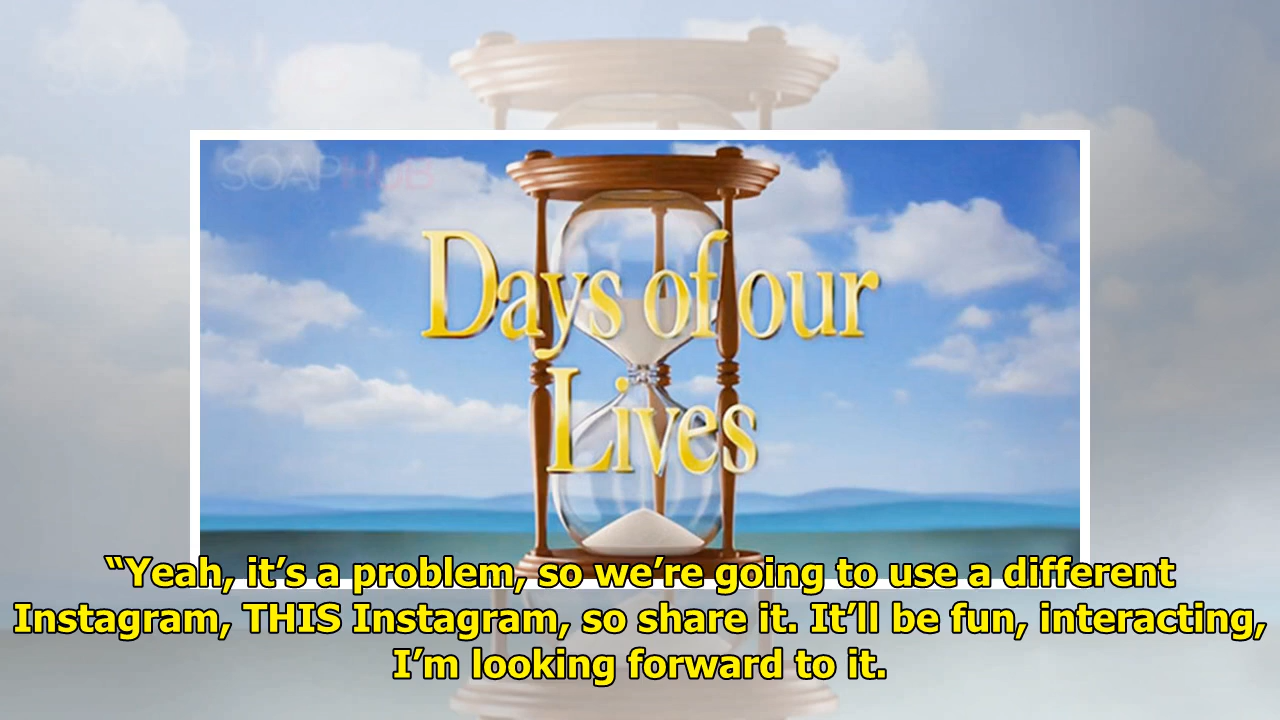 SOAPHUB
Days of our
Lives
“Yeah, it’s a problem, so we’re going to use a different
Instagram, THIS Instagram, so share it. It’ll be fun, interacting,
I’m looking forward to it.